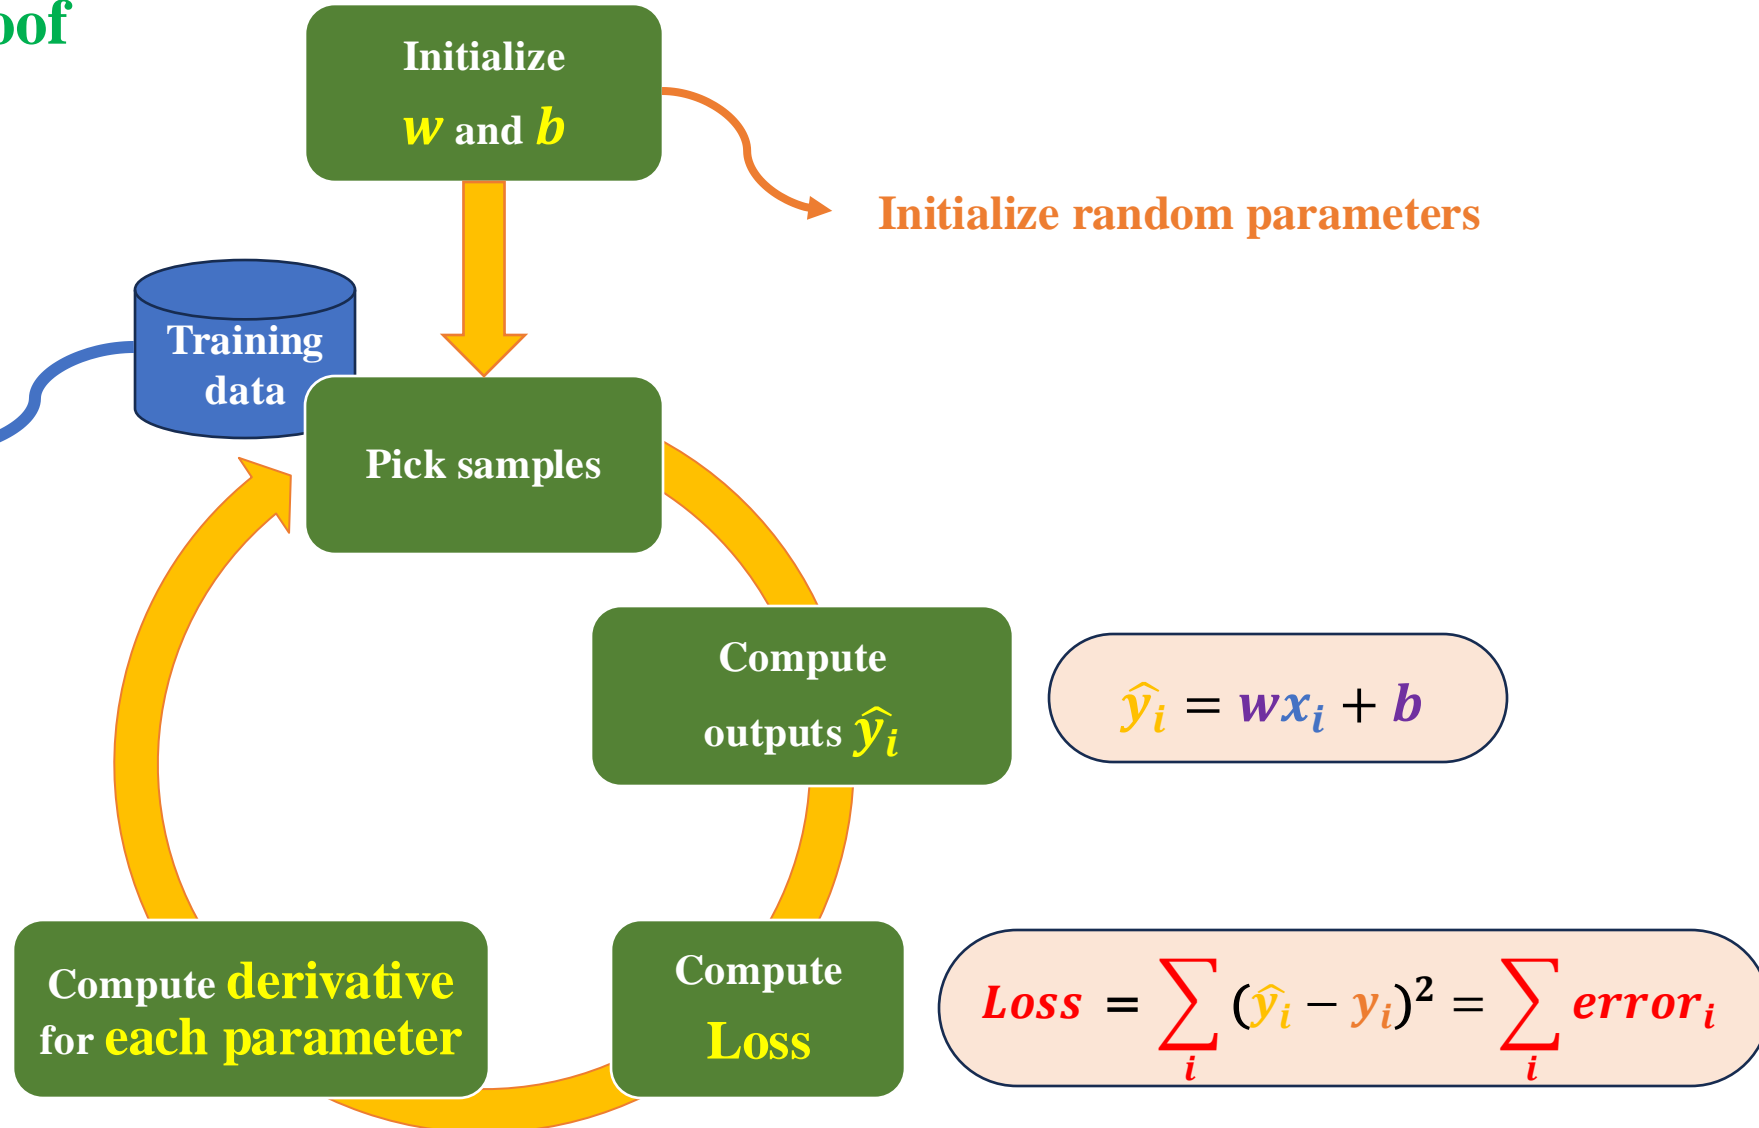 oof
Initialize
w and b
Initialize random parameters
Training
data
Pick samples
Compute
outputs ŷᵢ
ŷᵢ = wxᵢ + b
Compute derivative
for each parameter
Compute
Loss
Loss = ∑ᵢ (ŷᵢ − yᵢ)² = ∑ᵢ errorᵢ